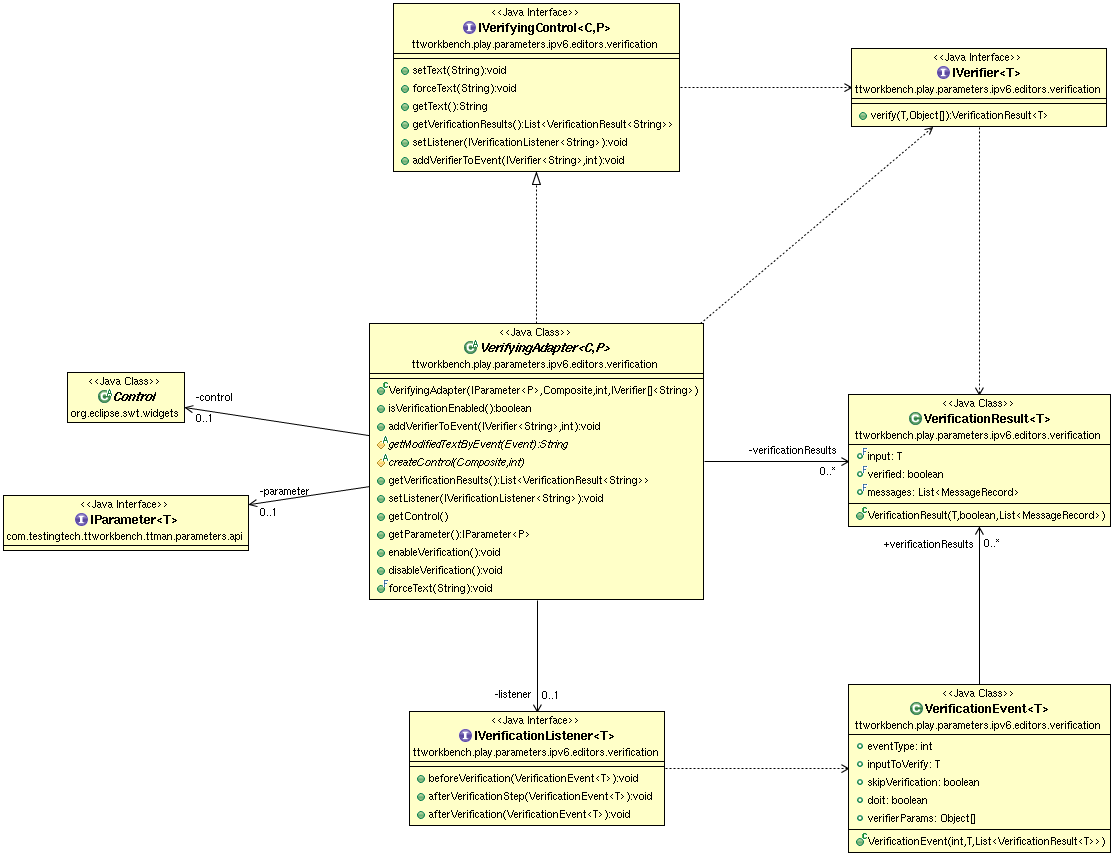 <<Java Interface>>
IVerifyingControl<C,P>
ttworkbench.play.parameters.ipv6.editors.verification
setText(String):void
forceText(String):void
getText():String
getVerificationResults():List<VerificationResult<String>>
setListener(IVerificationListener<String>):void
addVerifierToEvent(IVerifier<String>,int):void
<<Java Interface>>
IVerifier<T>
ttworkbench.play.parameters.ipv6.editors.verification
verify(T,Object[]):VerificationResult<T>
<<Java Class>>
VerifyingAdapter<C,P>
ttworkbench.play.parameters.ipv6.editors.verification
VerifyingAdapter(IParameter<P>,Composite,int,IVerifier[]<String>)
isVerificationEnabled():boolean
addVerifierToEvent(IVerifier<String>,int):void
getModifiedTextByEvent(Event):String
createControl(Composite,int)
getVerificationResults():List<VerificationResult<String>>
setListener(IVerificationListener<String>):void
getControl()
getParameter():IParameter<P>
enableVerification():void
disableVerification():void
forceText(String):void
<<Java Class>>
Control
org.eclipse.swt.widgets
-control
0..1
<<Java Interface>>
IParameter<T>
com.testingtech.ttworkbench.ttman.parameters.api
-parameter
0..1
-verificationResults
0..*
<<Java Class>>
VerificationResult<T>
ttworkbench.play.parameters.ipv6.editors.verification
input: T
verified: boolean
messages: List<MessageRecord>
VerificationResult(T,boolean,List<MessageRecord>)
+verificationResults
0..*
-listener
0..1
<<Java Interface>>
IVerificationListener<T>
ttworkbench.play.parameters.ipv6.editors.verification
beforeVerification(VerificationEvent<T>):void
afterVerificationStep(VerificationEvent<T>):void
afterVerification(VerificationEvent<T>):void
<<Java Class>>
VerificationEvent<T>
ttworkbench.play.parameters.ipv6.editors.verification
eventType: int
inputToVerify: T
skipVerification: boolean
doit: boolean
verifierParams: Object[]
VerificationEvent(int,T,List<VerificationResult<T>>)